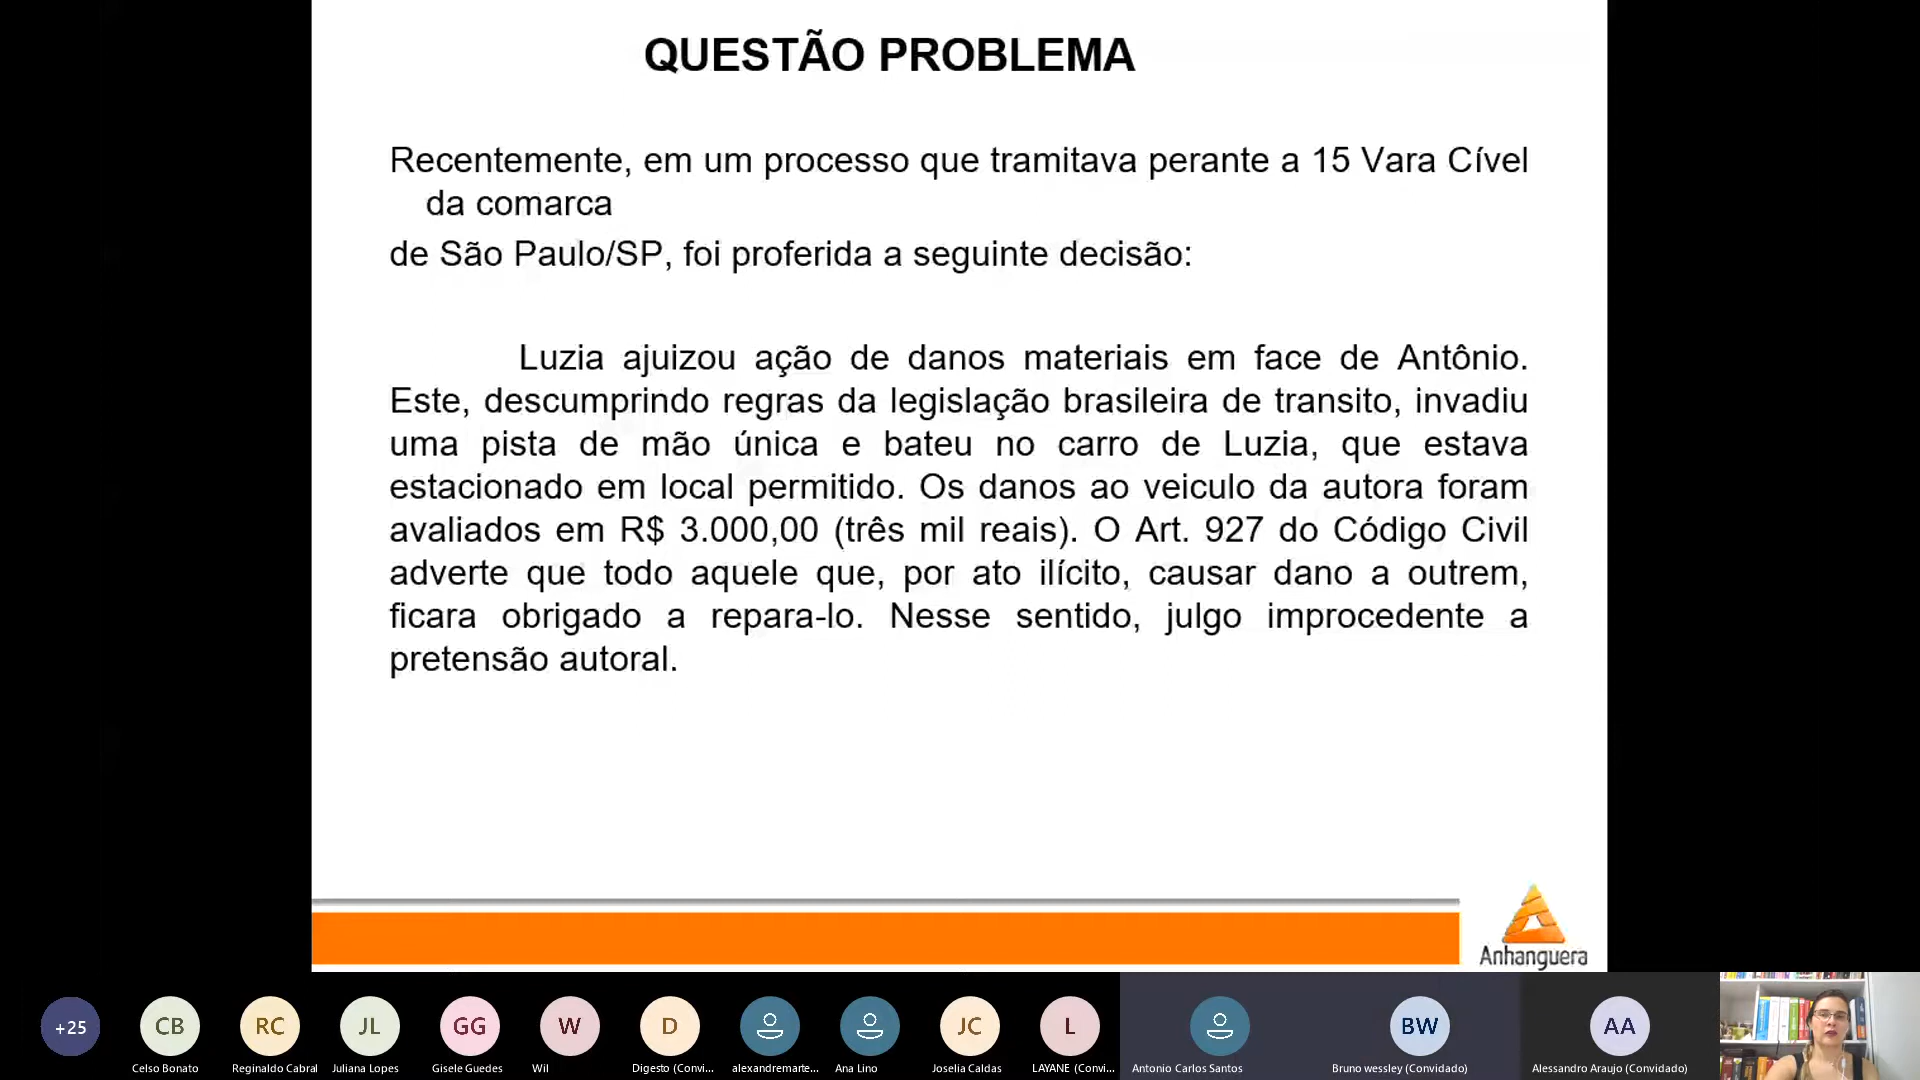 QUESTÃO PROBLEMA
Recentemente, em um processo que tramitava perante a 15 Vara Cível
da comarca
de São Paulo/SP, foi proferida a seguinte decisão:
Luzia ajuizou ação de danos materiais em face de Antônio.
Este, descumprindo regras da legislação brasileira de transito, invadiu
uma pista de mão única e bateu no carro de Luzia, que estava
estacionado em local permitido. Os danos ao veiculo da autora foram
avaliados em R$ 3.000,00 (três mil reais). O Art. 927 do Código Civil
adverte que todo aquele que, por ato ilícito, causar dano a outrem,
ficara obrigado a repara-lo. Nesse sentido, julgo improcedente a
pretensão autoral.
Anhanguera
+25 CB RC JL GG W D JC L BW AA
Celso Bonato Reginaldo Cabral Juliana Lopes Gisele Guedes Wil Digesto (Convi... alexandremarte... Ana Lino Joselia Caldas LAYANE (Convi... Antonio Carlos Santos Bruno wessley (Convidado) Alessandro Araujo (Convidado)